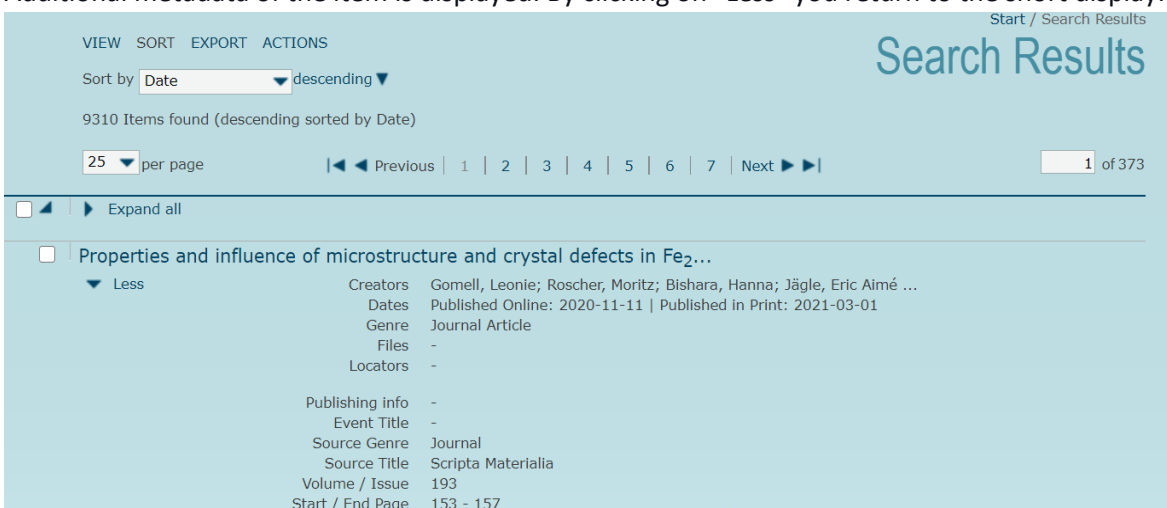 Additional metadata of the item is displayed. By clicking on "Less" you return to the short display.
Start / Search Results
VIEW SORT EXPORT ACTIONS
Search Results
Sort by Date descending
9310 Items found (descending sorted by Date)
25 per page Previous | 1 | 2 | 3 | 4 | 5 | 6 | 7 | Next 1 of 373
Expand all
Properties and influence of microstructure and crystal defects in Fe₂...
Less Creators Gomell, Leonie; Roscher, Moritz; Bishara, Hanna; Jägle, Eric Aimé ...
Dates Published Online: 2020-11-11 | Published in Print: 2021-03-01
Genre Journal Article
Files -
Locators -
Publishing info -
Event Title -
Source Genre Journal
Source Title Scripta Materialia
Volume / Issue 193
Start / End Page 153 - 157